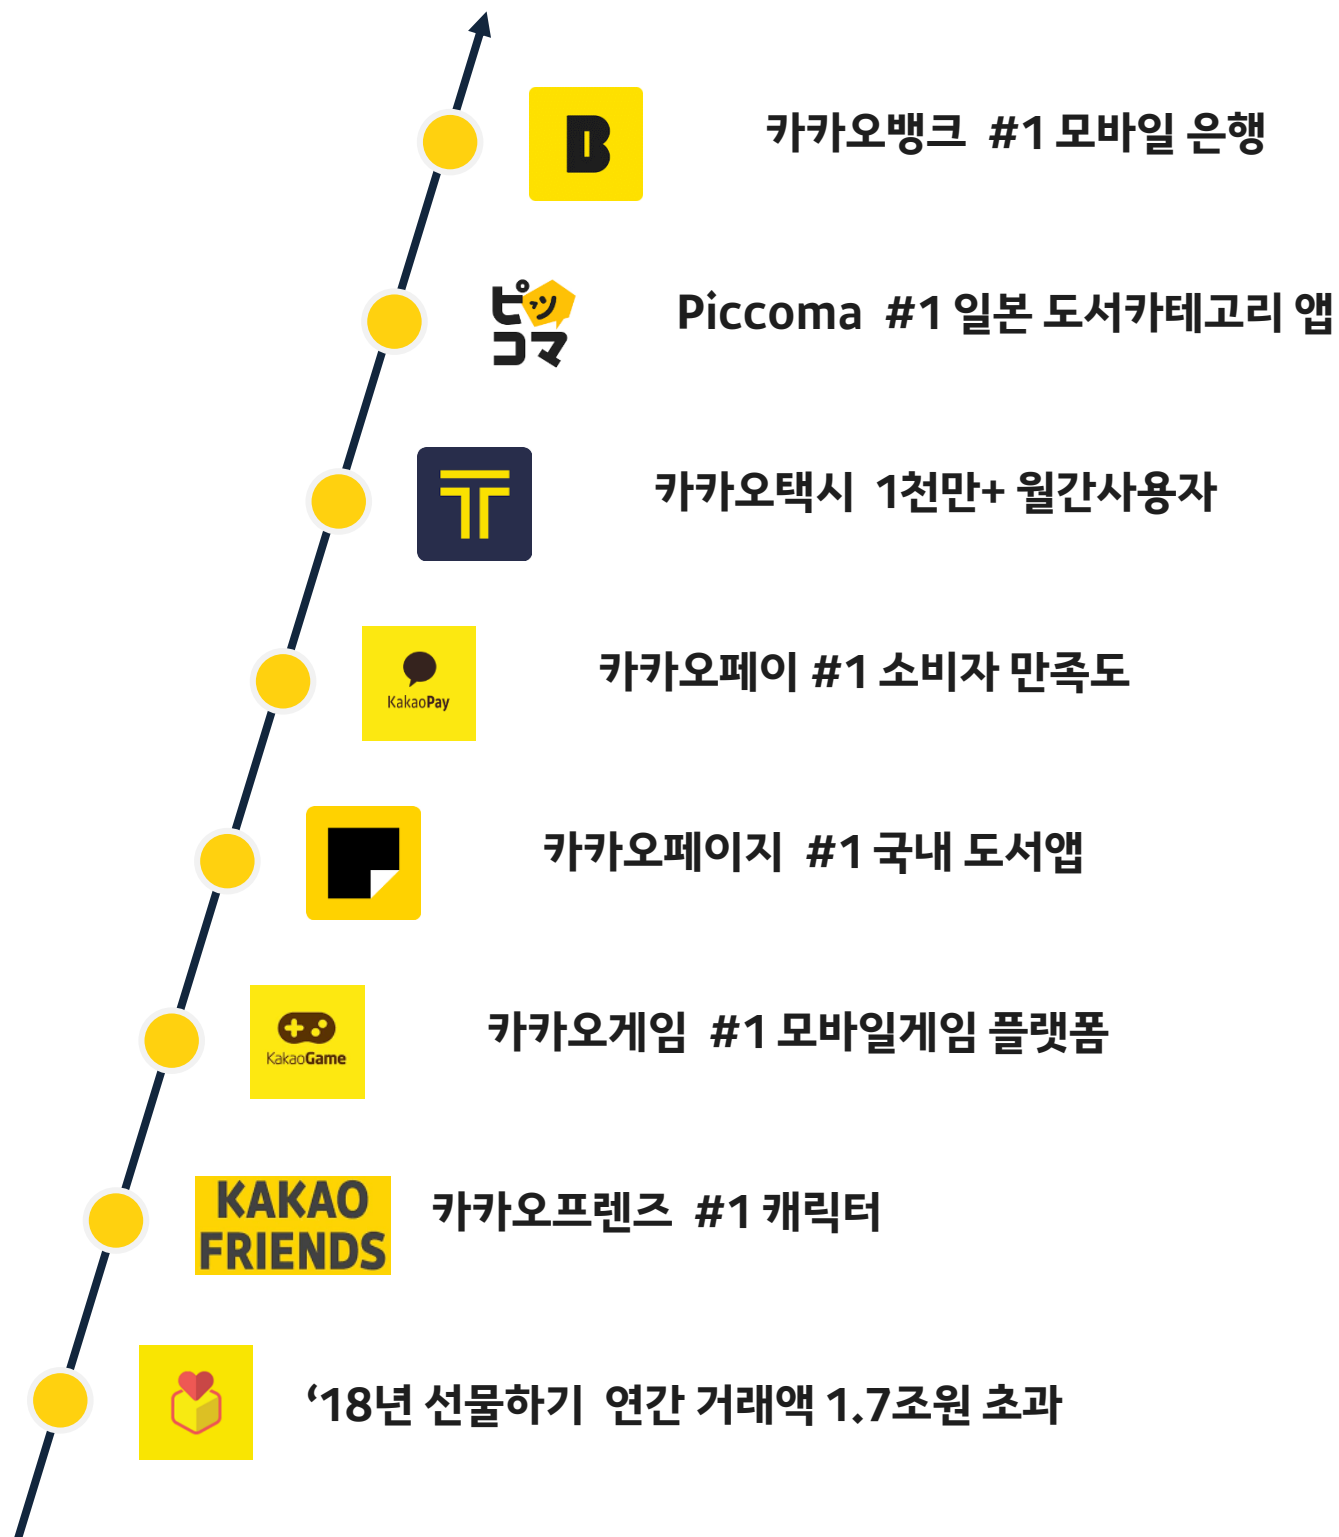 B
카카오뱅크 #1 모바일 은행
ピッ
コマ
Piccoma #1 일본 도서카테고리 앱
T
카카오택시 1천만+ 월간사용자
KakaoPay
카카오페이 #1 소비자 만족도
카카오페이지 #1 국내 도서앱
KakaoGame
카카오게임 #1 모바일게임 플랫폼
KAKAO
FRIENDS
카카오프렌즈 #1 캐릭터
‘18년 선물하기 연간 거래액 1.7조원 초과